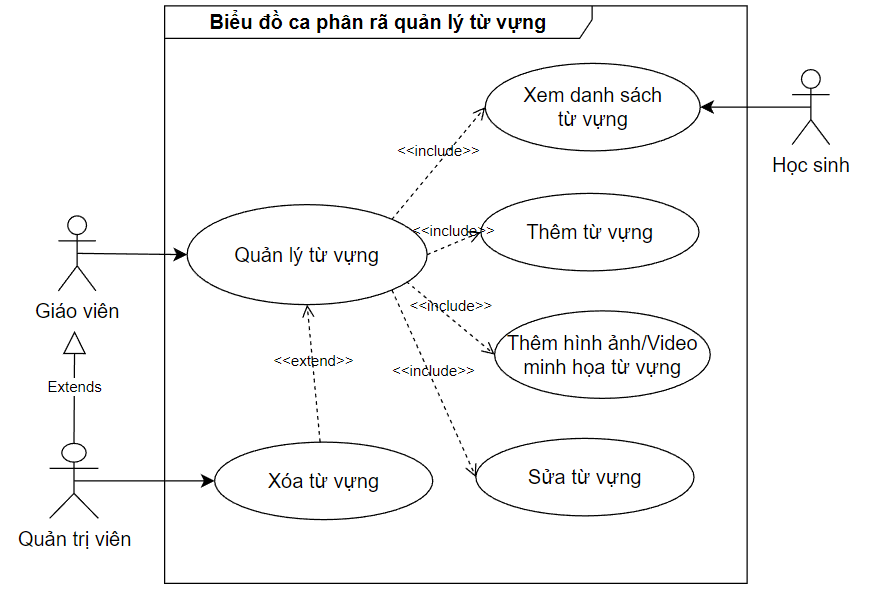 Biểu đồ ca phân rã quản lý từ vựng
Xem danh sách
từ vựng
Học sinh
<<include>>
<<include>>
Thêm từ vựng
Quản lý từ vựng
Giáo viên
<<include>>
Thêm hình ảnh/Video
minh họa từ vựng
<<extend>>
<<include>>
Extends
Xóa từ vựng
Sửa từ vựng
Quản trị viên